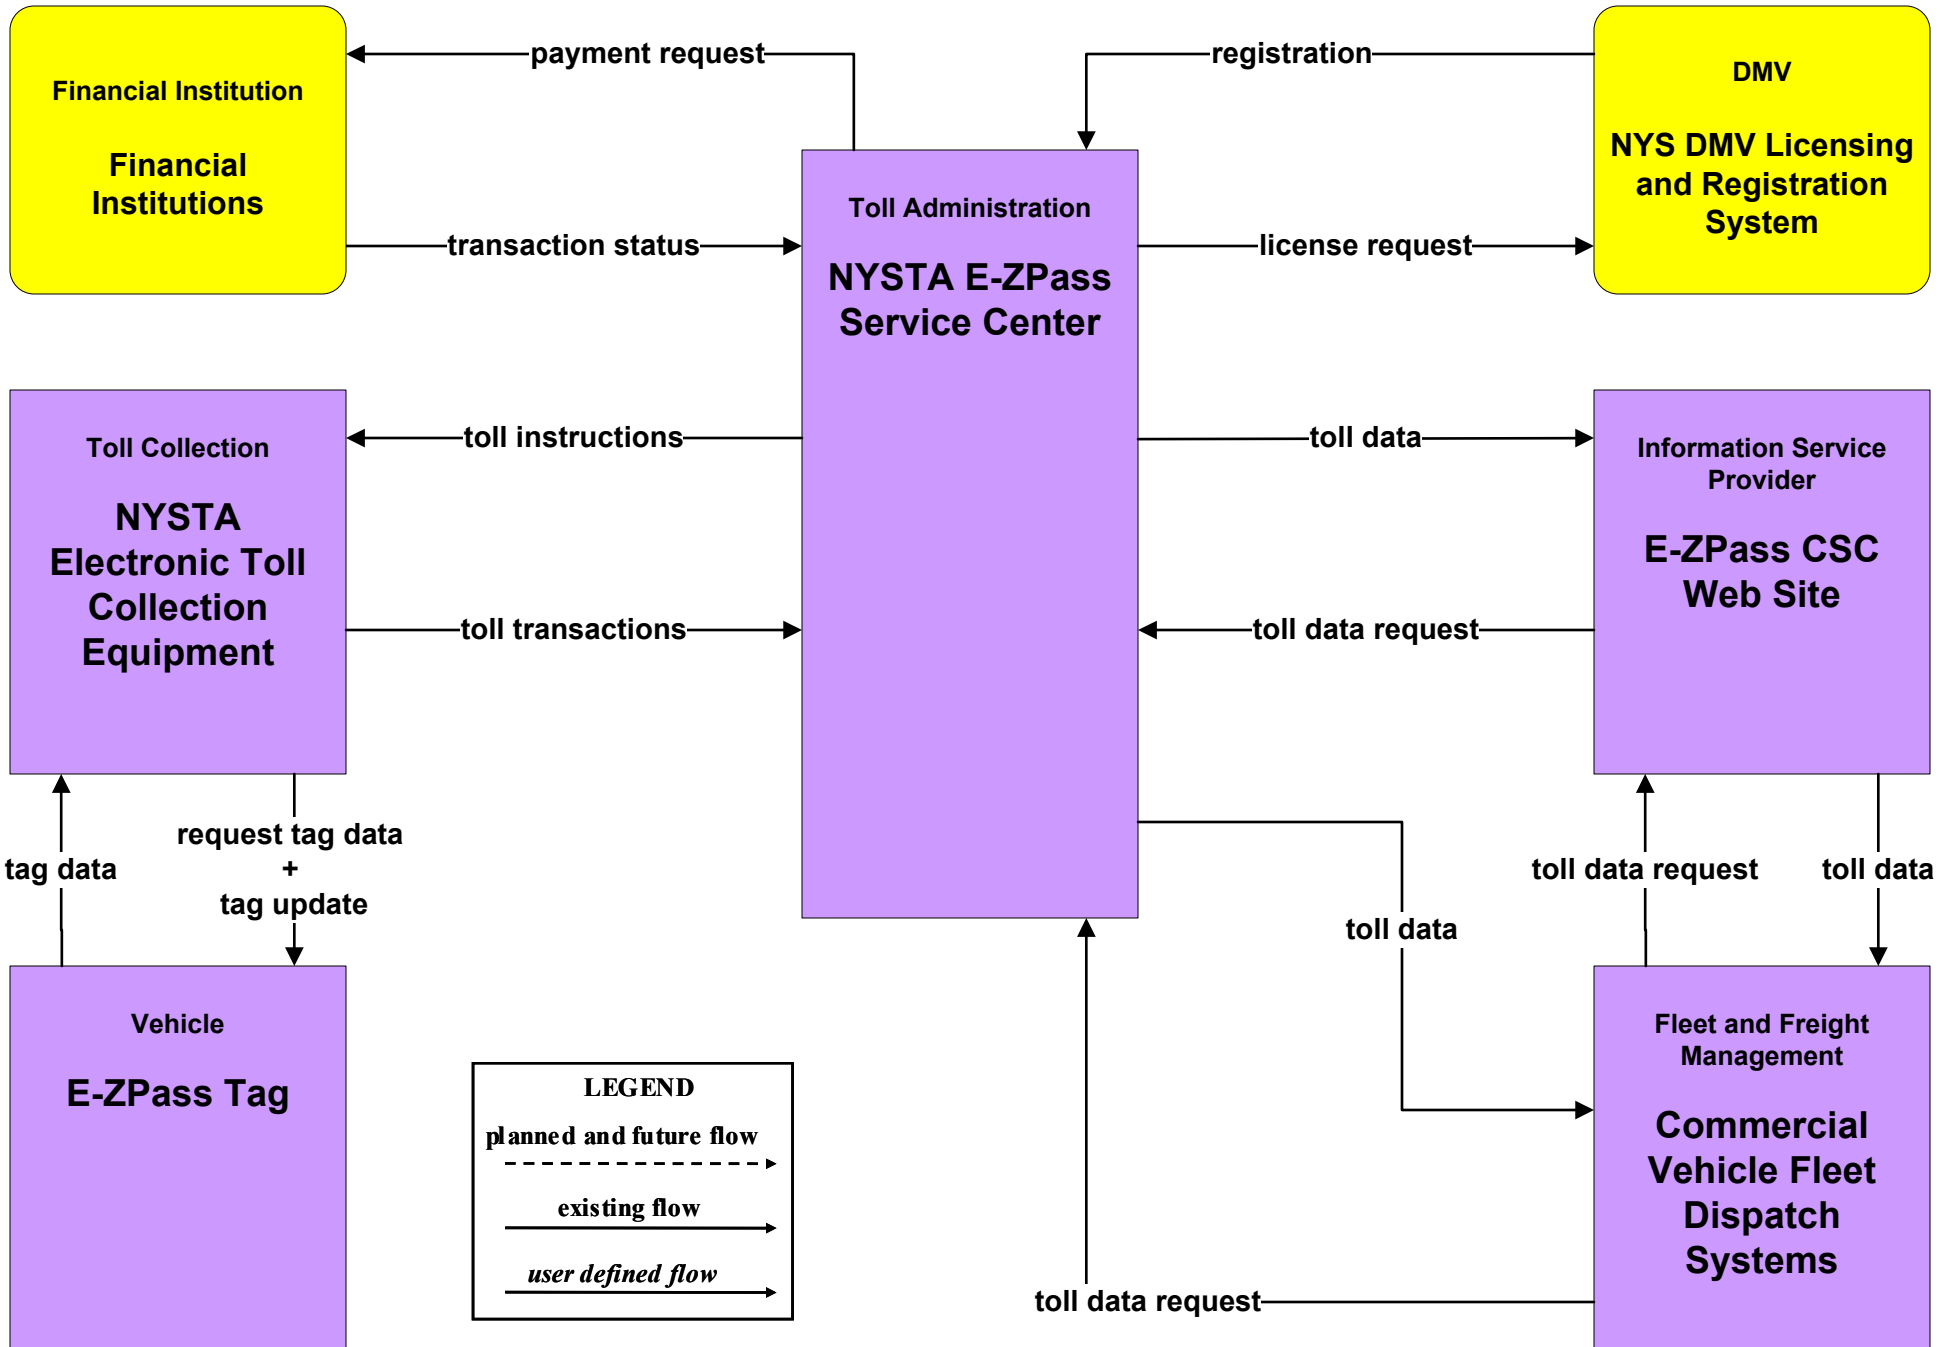 payment request
registration
Financial Institution
Financial
Institutions
DMV
NYS DMV Licensing
and Registration
System
transaction status
license request
Toll Administration
NYSTA E-ZPass
Service Center
toll instructions
toll data
Toll Collection
NYSTA
Electronic Toll
Collection
Equipment
Information Service
Provider
E-ZPass CSC
Web Site
toll transactions
toll data request
tag data
request tag data
+
tag update
toll data request
toll data
toll data
Vehicle
E-ZPass Tag
LEGEND
planned and future flow
existing flow
user defined flow
Fleet and Freight
Management
Commercial
Vehicle Fleet
Dispatch
Systems
toll data request